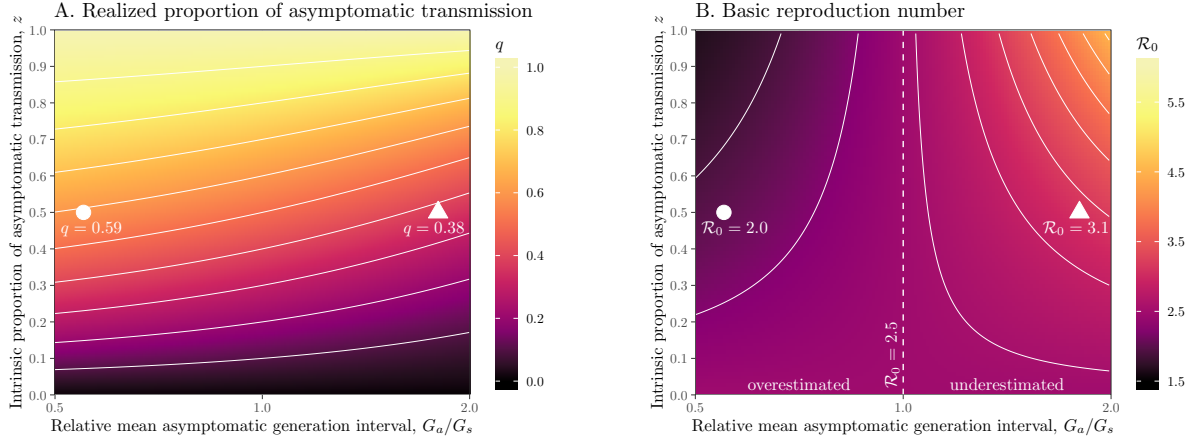 A. Realized proportion of asymptomatic transmission
Intrinsic proportion of asymptomatic transmission, z
1.0
0.9
0.8
0.7
0.6
0.5
0.4
0.3
0.2
0.1
0.0
q = 0.59
q = 0.38
0.5
1.0
2.0
Relative mean asymptomatic generation interval, G_a/G_s
q
1.0
0.8
0.6
0.4
0.2
0.0
B. Basic reproduction number
Intrinsic proportion of asymptomatic transmission, z
1.0
0.9
0.8
0.7
0.6
0.5
0.4
0.3
0.2
0.1
0.0
ℛ₀ = 2.0
ℛ₀ = 3.1
ℛ₀ = 2.5
overestimated
underestimated
0.5
1.0
2.0
Relative mean asymptomatic generation interval, G_a/G_s
ℛ₀
5.5
4.5
3.5
2.5
1.5